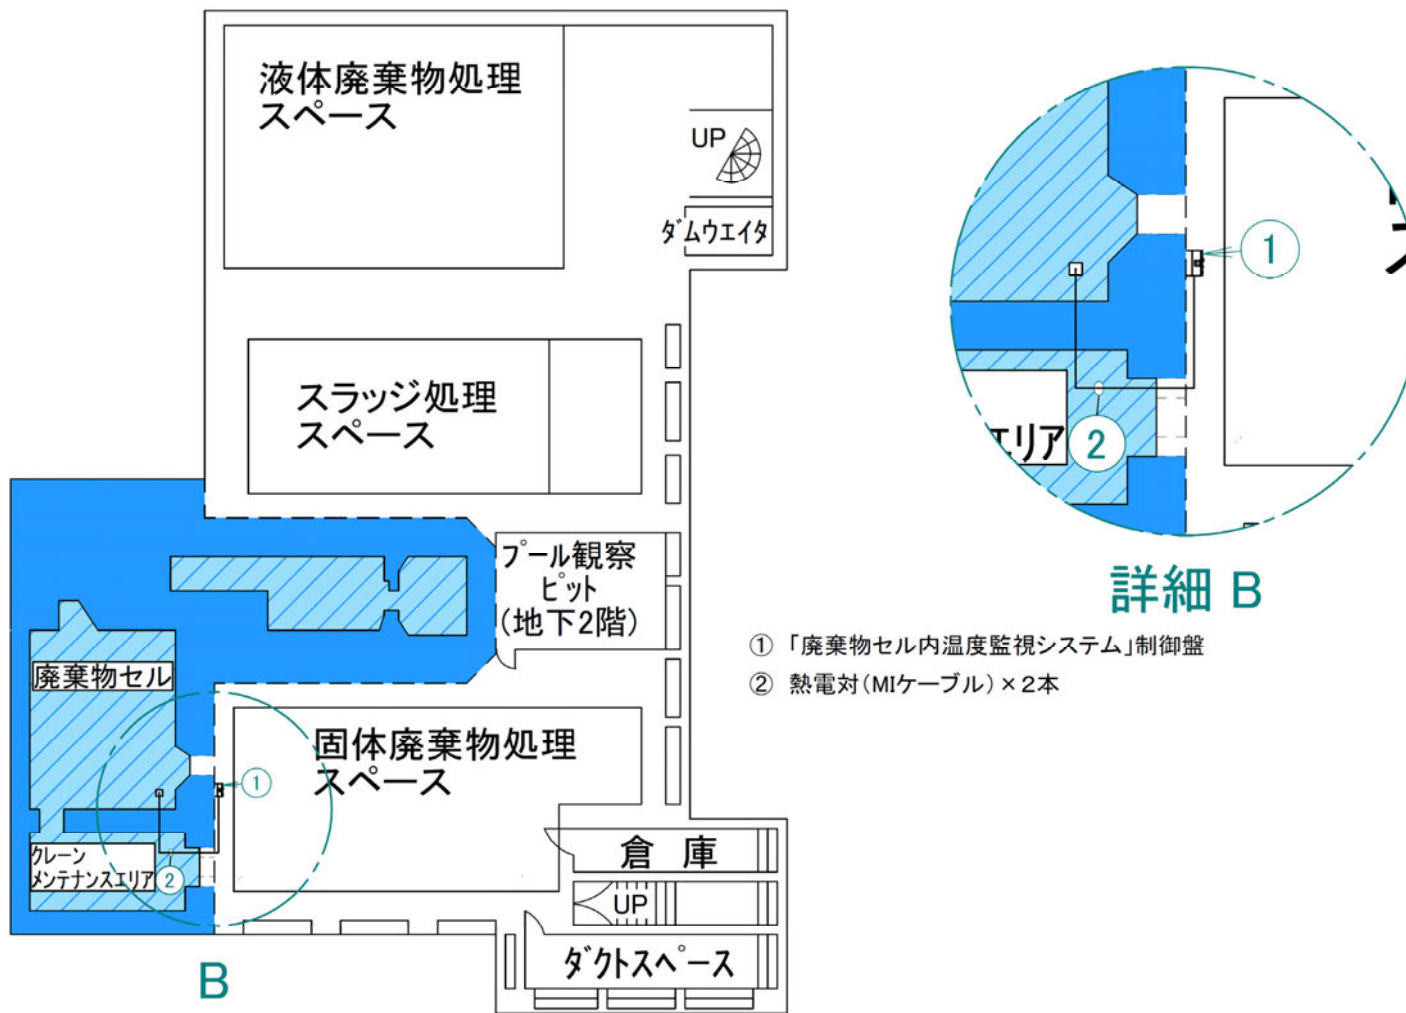 液体廃棄物処理
スペース
UP
ダムウエイタ
スラッジ処理
スペース
プール観察
ピット
(地下2階)
廃棄物セル
固体廃棄物処理
スペース
①
クレーン
メンテナンスエリア
②
倉 庫
UP
ダクトスペース
B
①
エリア
②
詳細 B
① 「廃棄物セル内温度監視システム」制御盤
② 熱電対(MIケーブル)×2本